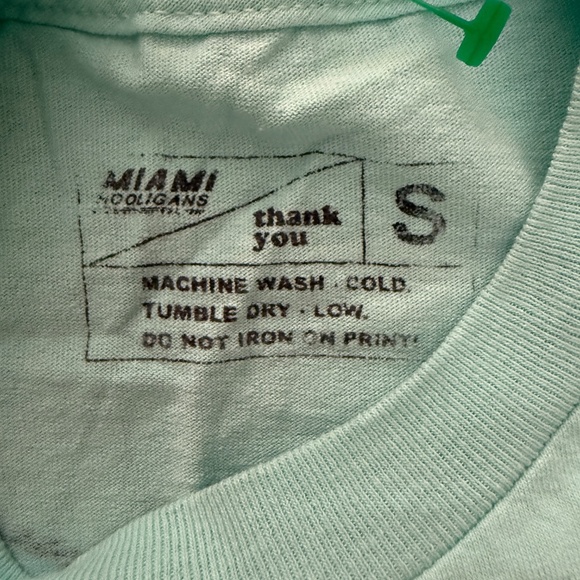 MIAMI
HOOLIGANS
thank
you
S
MACHINE WASH · COLD.
TUMBLE DRY · LOW.
DO NOT IRON ON PRINT!